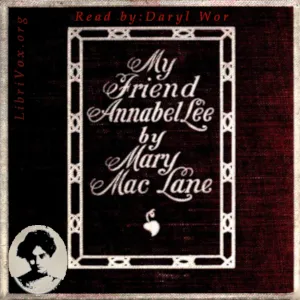 Read by: Daryl Wor
LibriVox.org
My
Friend
Annabel Lee
by
Mary
Mac Lane